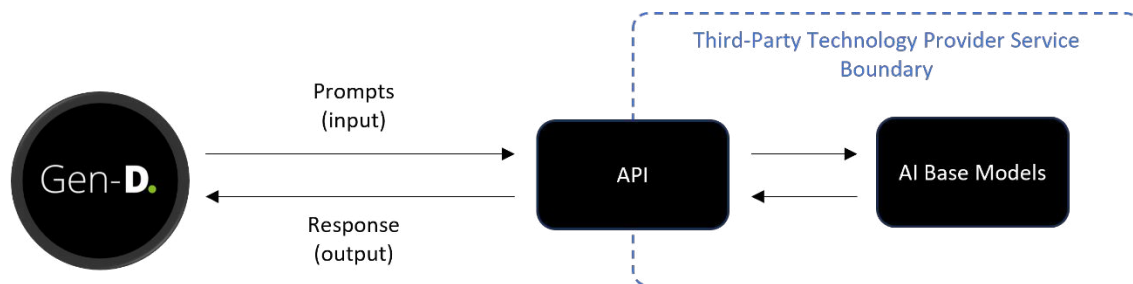 Third-Party Technology Provider Service
Boundary
Prompts
(input)
Gen-D.
API
AI Base Models
Response
(output)